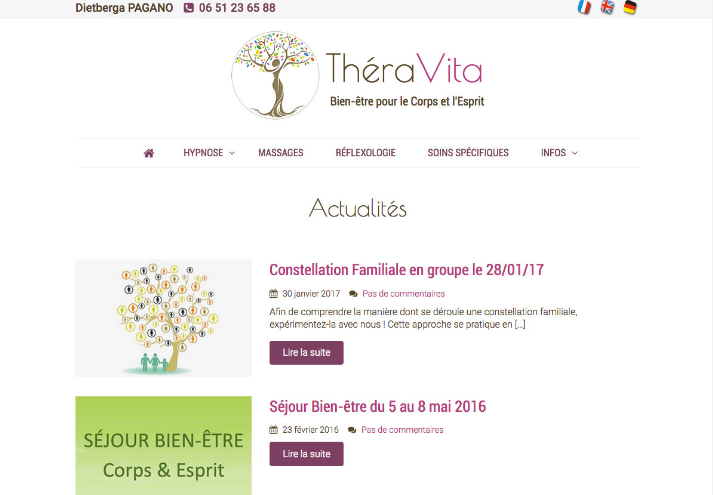 Dietberga PAGANO 06 51 23 65 88
ThéraVita
Bien-être pour le Corps et l'Esprit
HYPNOSE MASSAGES RÉFLEXOLOGIE SOINS SPÉCIFIQUES INFOS
Actualités
Constellation Familiale en groupe le 28/01/17
30 janvier 2017 Pas de commentaires
Afin de comprendre la manière dont se déroule une constellation familiale,
expérimentez-la avec nous ! Cette approche se pratique en [...]
Lire la suite
SÉJOUR BIEN-ÊTRE
Corps & Esprit
Séjour Bien-être du 5 au 8 mai 2016
23 février 2016 Pas de commentaires
Lire la suite